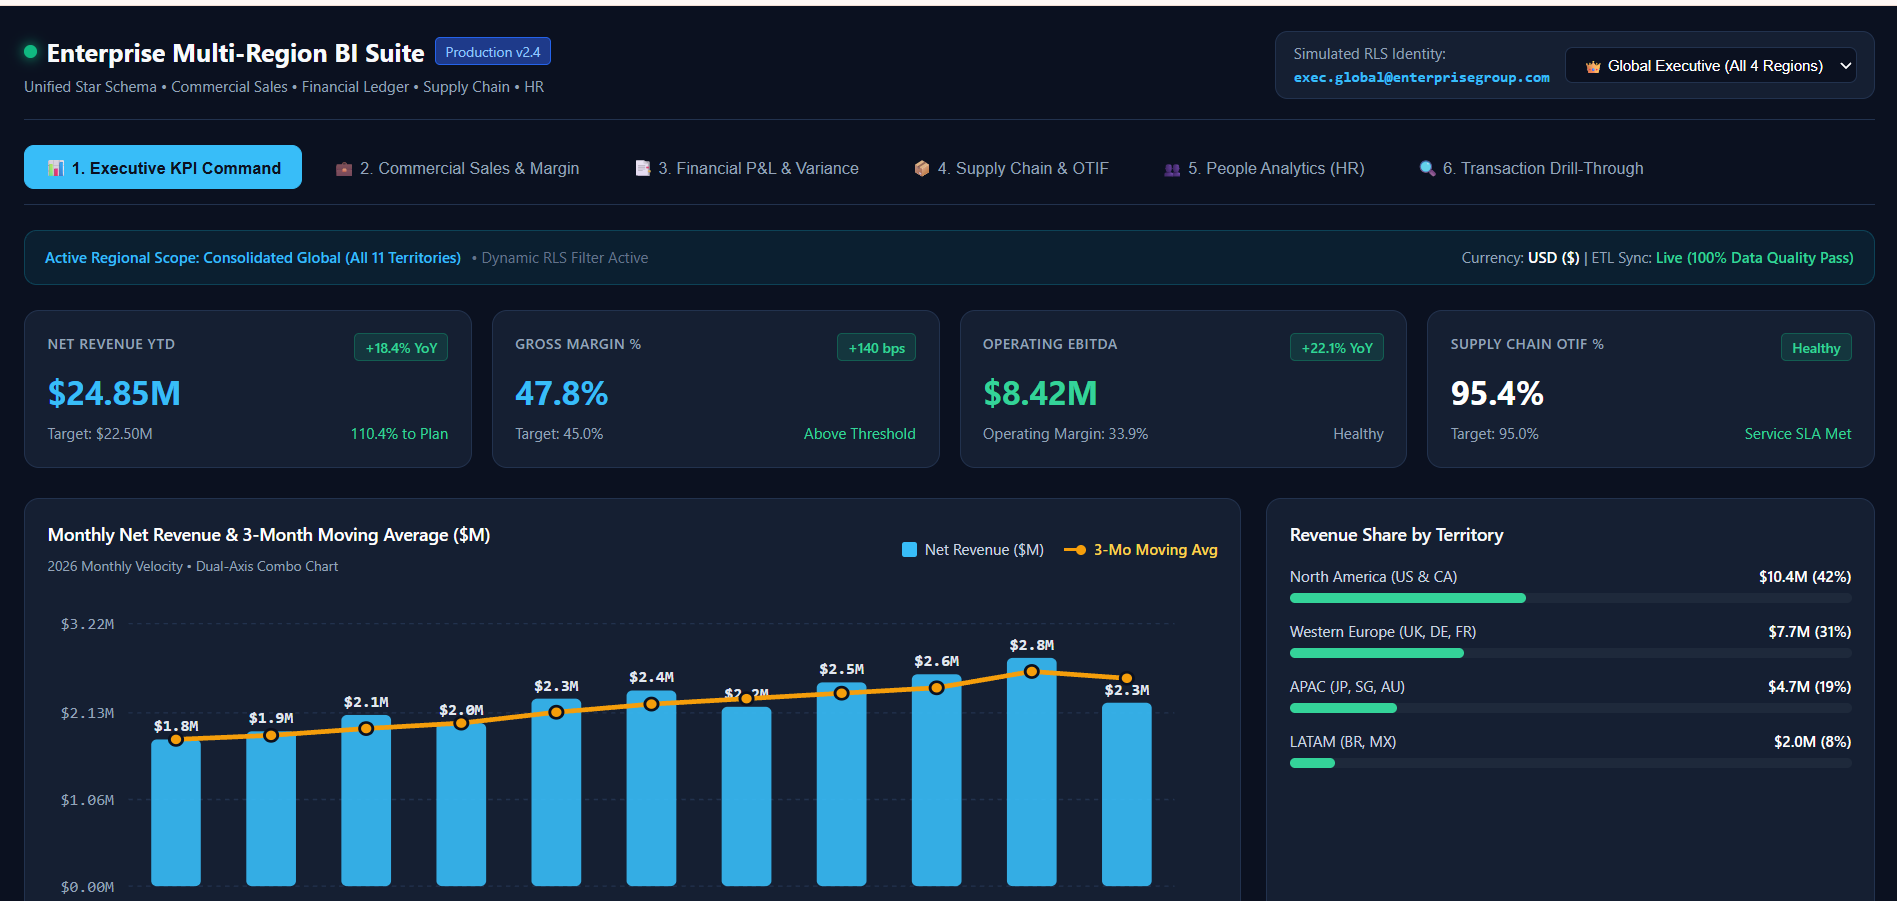 Enterprise Multi-Region BI Suite
Production v2.4
Unified Star Schema • Commercial Sales • Financial Ledger • Supply Chain • HR
Simulated RLS Identity:
exec.global@enterprisegroup.com
👑 Global Executive (All 4 Regions)
📊 1. Executive KPI Command
💼 2. Commercial Sales & Margin
📑 3. Financial P&L & Variance
📦 4. Supply Chain & OTIF
👥 5. People Analytics (HR)
🔍 6. Transaction Drill-Through
Active Regional Scope: Consolidated Global (All 11 Territories) • Dynamic RLS Filter Active
Currency: USD ($) | ETL Sync: Live (100% Data Quality Pass)
NET REVENUE YTD
+18.4% YoY
$24.85M
Target: $22.50M
110.4% to Plan
GROSS MARGIN %
+140 bps
47.8%
Target: 45.0%
Above Threshold
OPERATING EBITDA
+22.1% YoY
$8.42M
Operating Margin: 33.9%
Healthy
SUPPLY CHAIN OTIF %
Healthy
95.4%
Target: 95.0%
Service SLA Met
Monthly Net Revenue & 3-Month Moving Average ($M)
2026 Monthly Velocity • Dual-Axis Combo Chart
Net Revenue ($M)
3-Mo Moving Avg
$3.22M
$2.13M
$1.06M
$0.00M
$1.8M
$1.9M
$2.1M
$2.0M
$2.3M
$2.4M
$2.2M
$2.5M
$2.6M
$2.8M
$2.3M
Revenue Share by Territory
North America (US & CA)
$10.4M (42%)
Western Europe (UK, DE, FR)
$7.7M (31%)
APAC (JP, SG, AU)
$4.7M (19%)
LATAM (BR, MX)
$2.0M (8%)